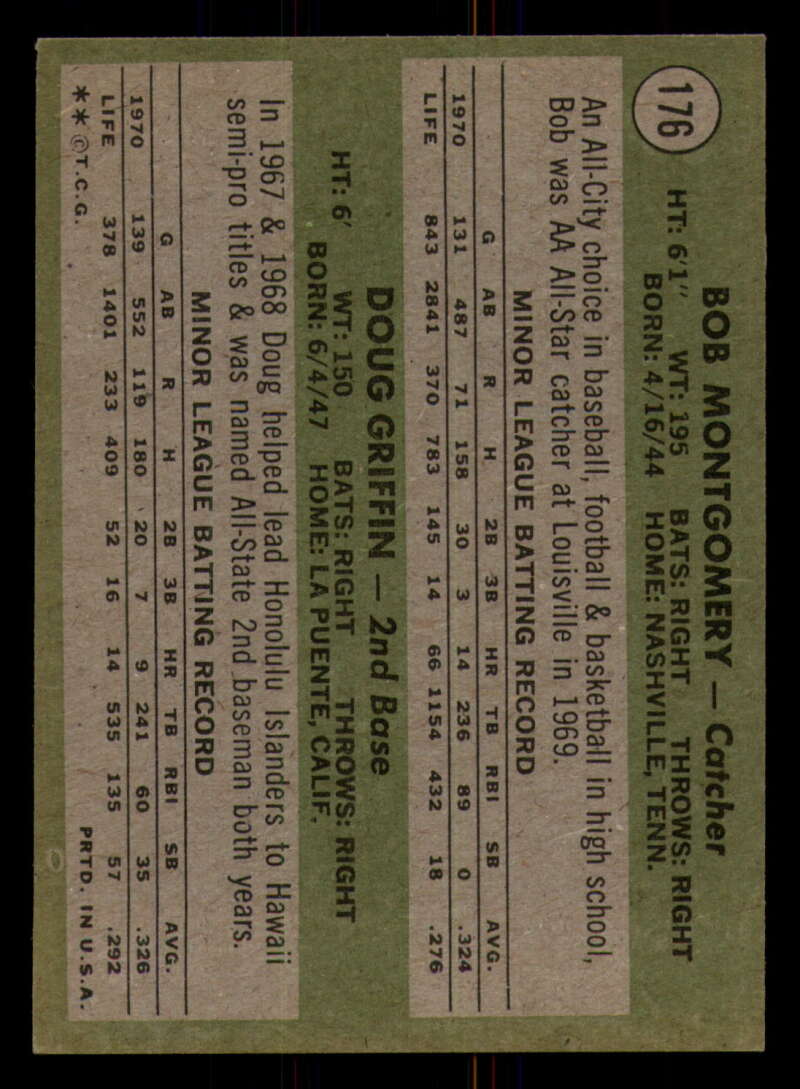 176
BOB MONTGOMERY — Catcher
HT: 6'1" WT: 195 BATS: RIGHT THROWS: RIGHT
BORN: 4/16/44 HOME: NASHVILLE, TENN.
An All-City choice in baseball, football & basketball in high school,
Bob was AA All-Star catcher at Louisville in 1969.
MINOR LEAGUE BATTING RECORD
G AB R H 2B 3B HR TB RBI SB AVG.
1970 131 487 71 158 30 3 14 236 89 0 .324
LIFE 843 2841 370 783 145 14 66 1154 432 18 .276
DOUG GRIFFIN — 2nd Base
HT: 6' WT: 150 BATS: RIGHT THROWS: RIGHT
BORN: 6/4/47 HOME: LA PUENTE, CALIF.
In 1967 & 1968 Doug helped lead Honolulu Islanders to Hawaii
semi-pro titles & was named All-State 2nd baseman both years.
MINOR LEAGUE BATTING RECORD
G AB R H 2B 3B HR TB RBI SB AVG.
1970 139 552 119 180 20 7 9 241 60 35 .326
LIFE 378 1401 233 409 52 16 14 535 135 57 .292
**©T.C.G. PRTD. IN U.S.A.